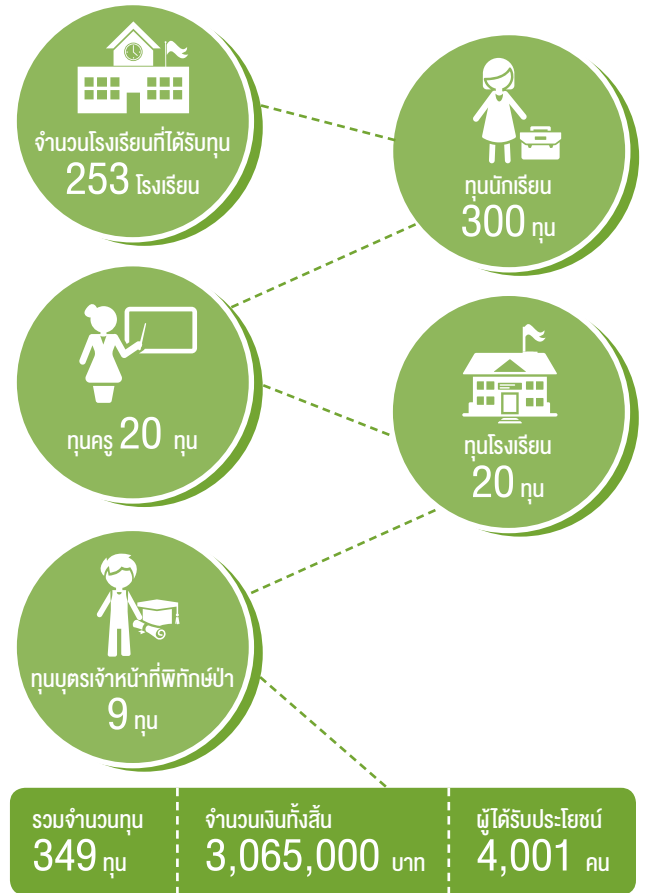 จำนวนโรงเรียนที่ได้รับทุน
253 โรงเรียน
ทุนนักเรียน
300 ทุน
ทุนครู 20 ทุน
ทุนโรงเรียน
20 ทุน
ทุนบุตรเจ้าหน้าที่พิทักษ์ป่า
9 ทุน
รวมจำนวนทุน
349 ทุน
จำนวนเงินทั้งสิ้น
3,065,000 บาท
ผู้ได้รับประโยชน์
4,001 คน